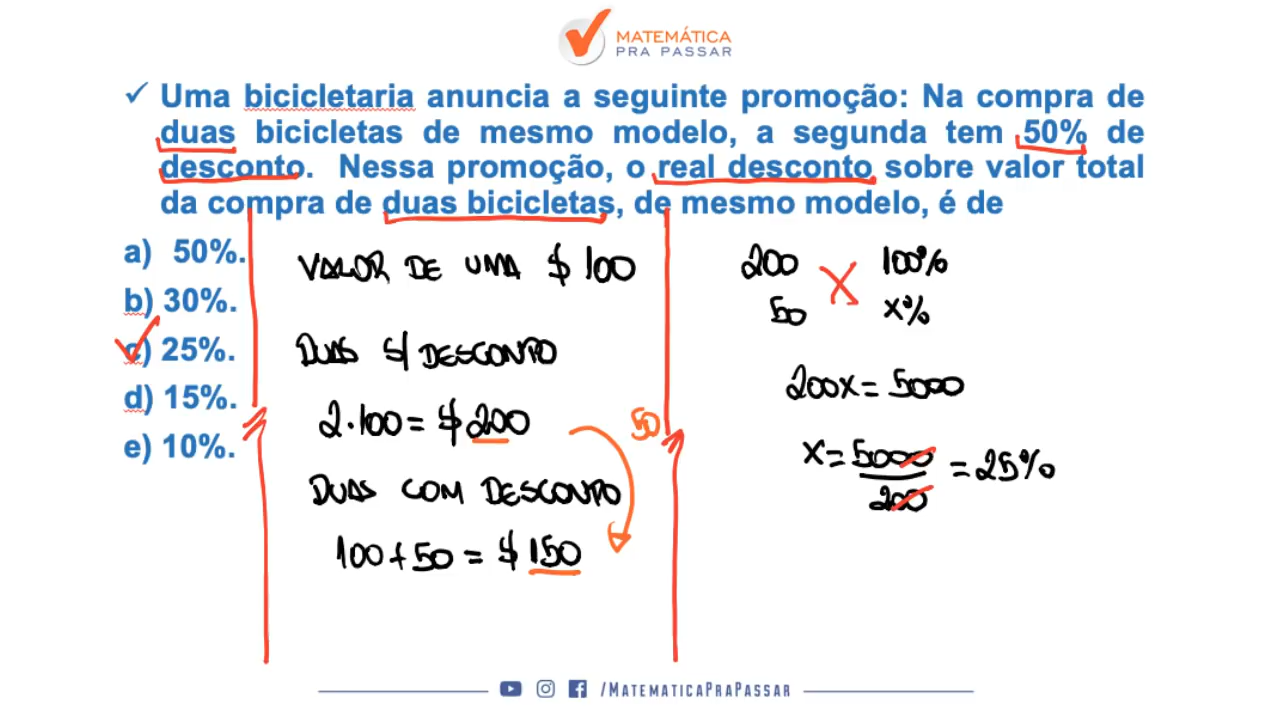 MATEMÁTICA
PRA PASSAR
✓ Uma bicicletaria anuncia a seguinte promoção: Na compra de
duas bicicletas de mesmo modelo, a segunda tem 50% de
desconto. Nessa promoção, o real desconto sobre valor total
da compra de duas bicicletas, de mesmo modelo, é de
a) 50%.
b) 30%.
c) 25%.
d) 15%.
e) 10%.
VALOR DE UMA $ 100
DUAS S/ DESCONTO
2·100 = $ 200
50
DUAS COM DESCONTO
100 + 50 = $ 150
200 100%
50 X%
200X = 5000
X = 5000 = 25%
200
/MATEMATICAPRAPASSAR